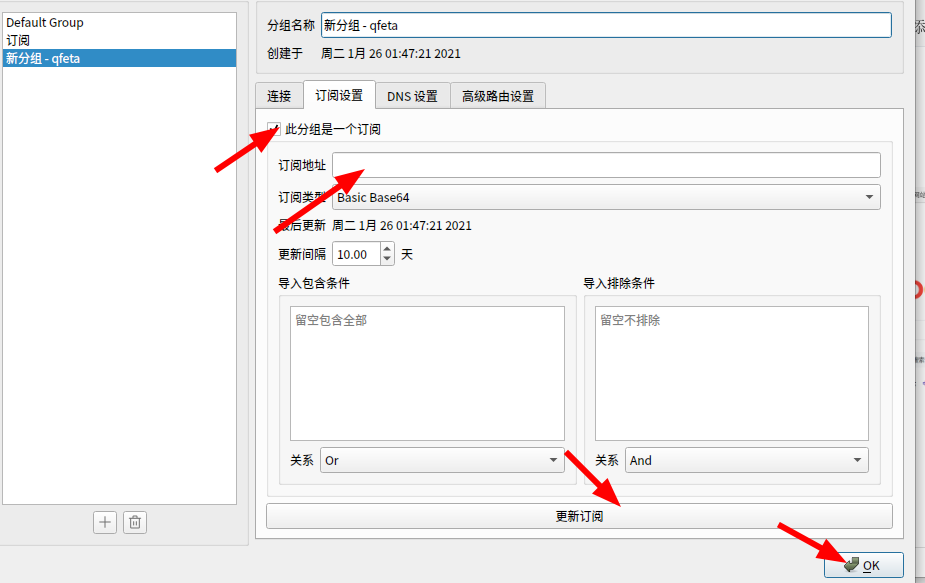 Default Group
订阅
新分组 - qfeta
分组名称 新分组 - qfeta
创建于 周二 1月 26 01:47:21 2021
连接 订阅设置 DNS 设置 高级路由设置
此分组是一个订阅
订阅地址
订阅类型 Basic Base64
最后更新 周二 1月 26 01:47:21 2021
更新间隔 10.00 天
导入包含条件 导入排除条件
留空包含全部 留空不排除
关系 Or 关系 And
更新订阅
OK
添